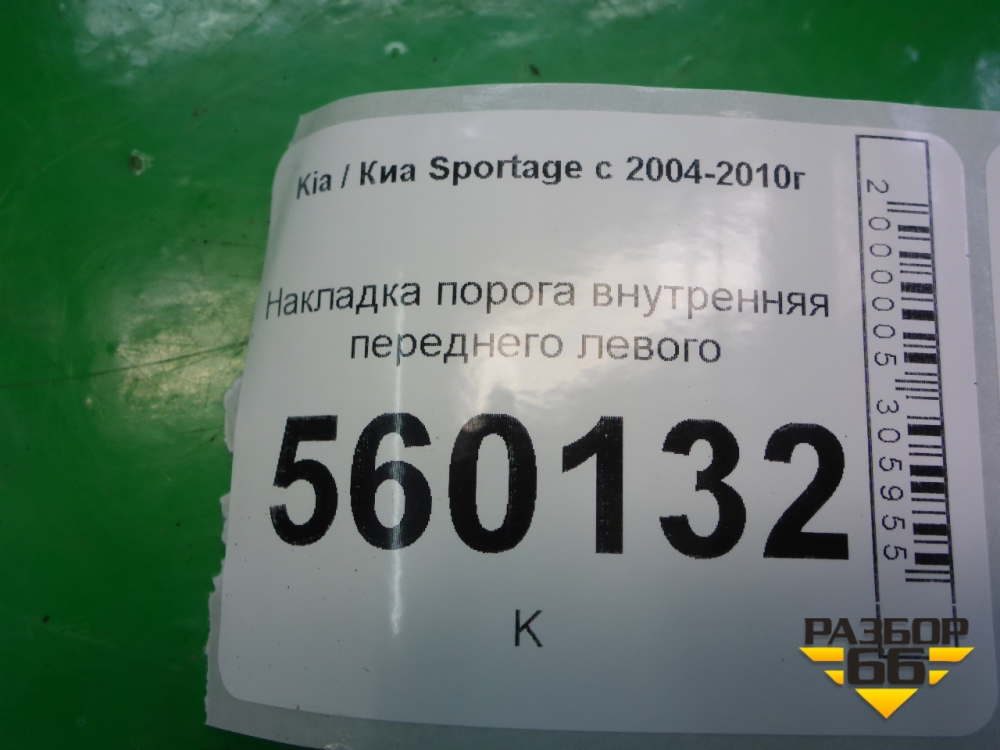 Kia / Киа Sportage с 2004-2010г
Накладка порога внутренняя
переднего левого
560132
К
2000005305955
РАЗБОР
66